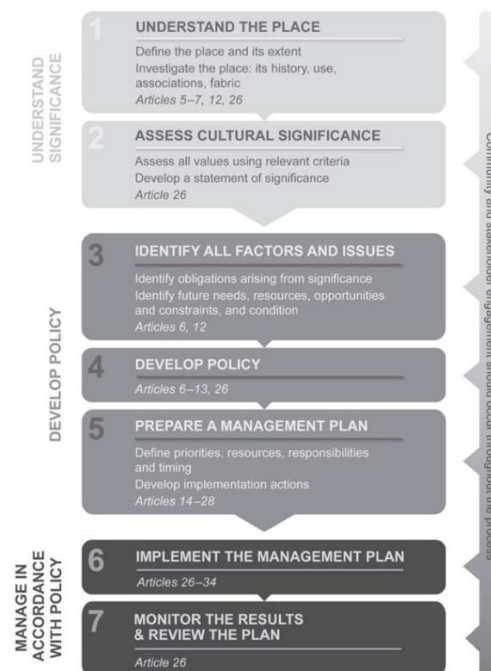 UNDERSTAND
SIGNIFICANCE
1
UNDERSTAND THE PLACE
Define the place and its extent
Investigate the place: its history, use,
associations, fabric
Articles 5–7, 12, 26
2
ASSESS CULTURAL SIGNIFICANCE
Assess all values using relevant criteria
Develop a statement of significance
Article 26
DEVELOP POLICY
3
IDENTIFY ALL FACTORS AND ISSUES
Identify obligations arising from significance
Identify future needs, resources, opportunities
and constraints, and condition
Articles 6, 12
4
DEVELOP POLICY
Articles 6–13, 26
5
PREPARE A MANAGEMENT PLAN
Define priorities, resources, responsibilities
and timing
Develop implementation actions
Articles 14–28
MANAGE IN
ACCORDANCE
WITH POLICY
6
IMPLEMENT THE MANAGEMENT PLAN
Articles 26–34
7
MONITOR THE RESULTS
& REVIEW THE PLAN
Article 26
Community and stakeholder engagement should occur throughout the process